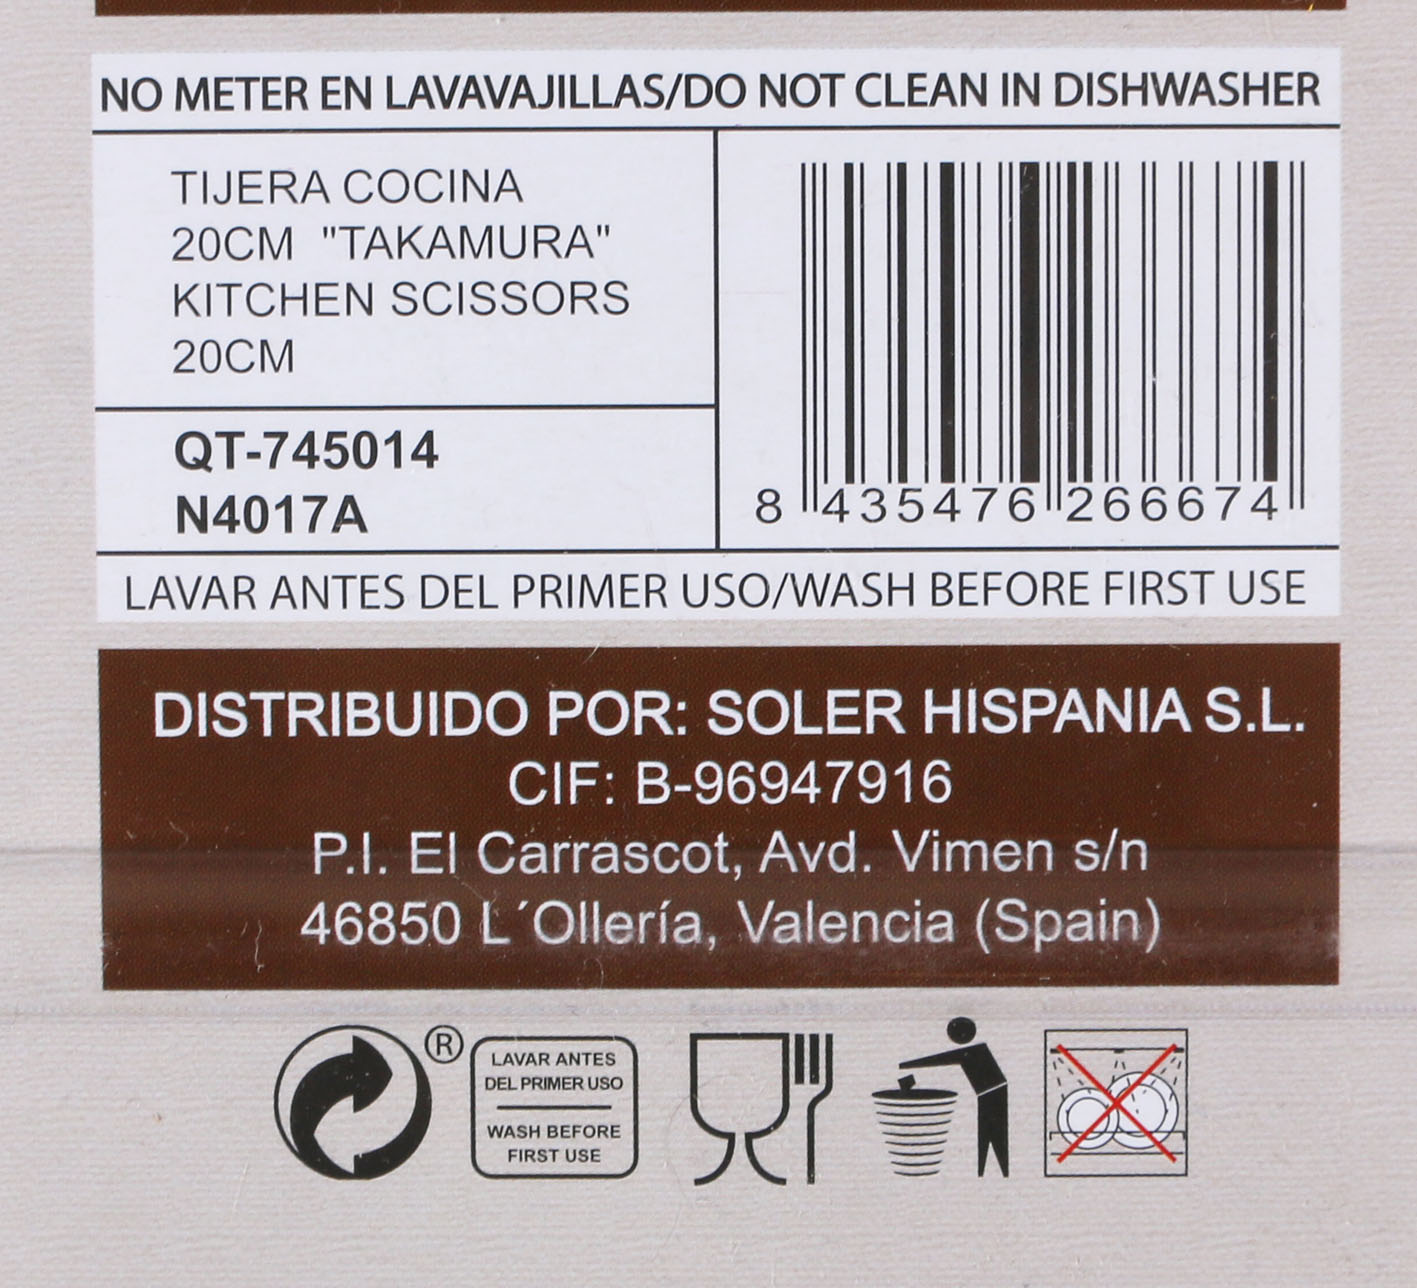 NO METER EN LAVAVAJILLAS/DO NOT CLEAN IN DISHWASHER
TIJERA COCINA
20CM "TAKAMURA"
KITCHEN SCISSORS
20CM
QT-745014
N4017A
8 435476 266674
LAVAR ANTES DEL PRIMER USO/WASH BEFORE FIRST USE
DISTRIBUIDO POR: SOLER HISPANIA S.L.
CIF: B-96947916
P.I. El Carrascot, Avd. Vimen s/n
46850 L´Ollería, Valencia (Spain)
®
LAVAR ANTES
DEL PRIMER USO
WASH BEFORE
FIRST USE